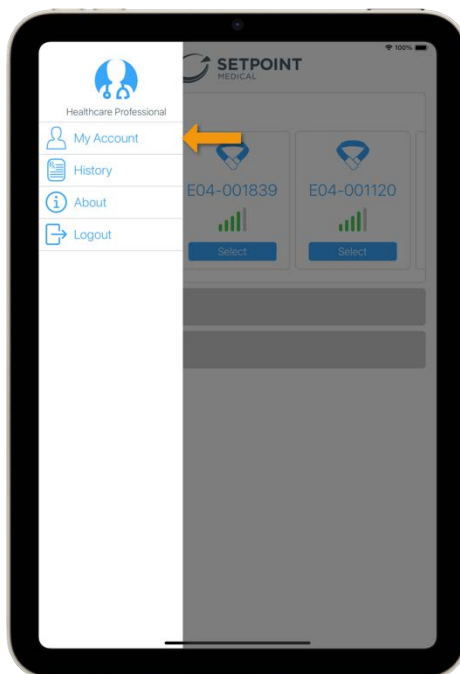 100%
SETPOINT
MEDICAL
Healthcare Professional
My Account
History
About
Logout
E04-001839
E04-001120
Select
Select